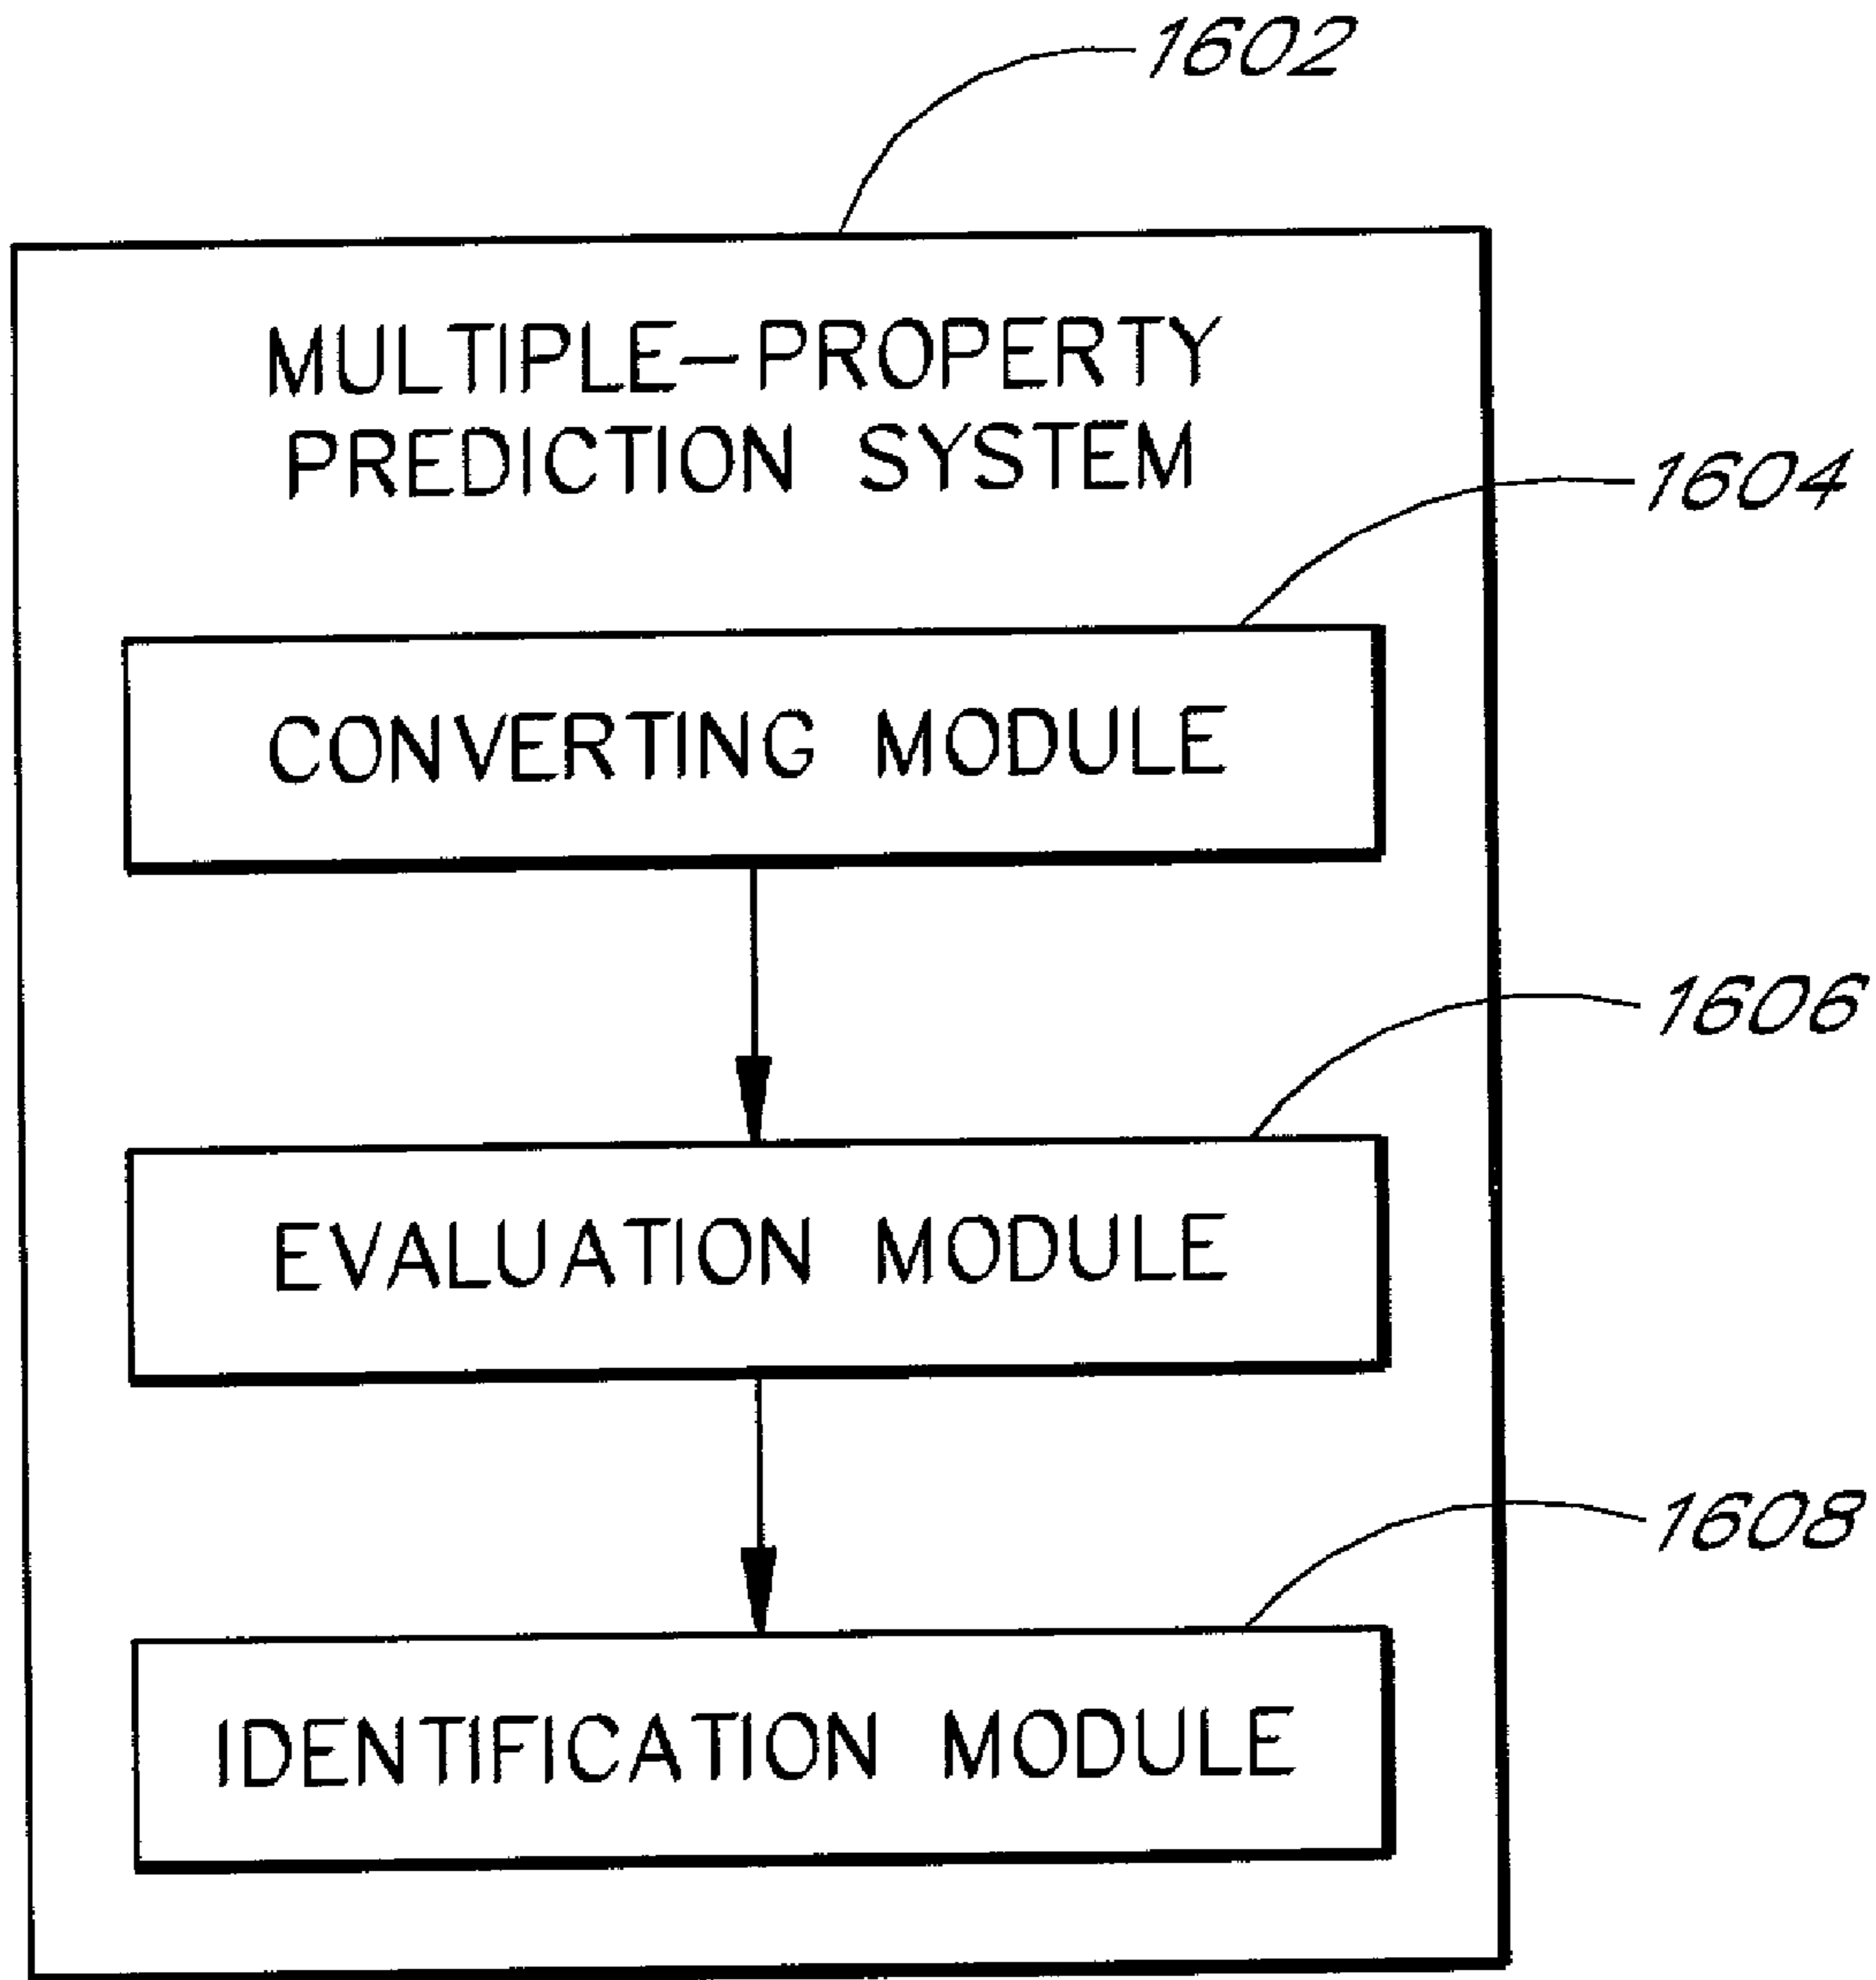 1602
MULTIPLE-PROPERTY
PREDICTION SYSTEM
1604
CONVERTING MODULE
1606
EVALUATION MODULE
1608
IDENTIFICATION MODULE